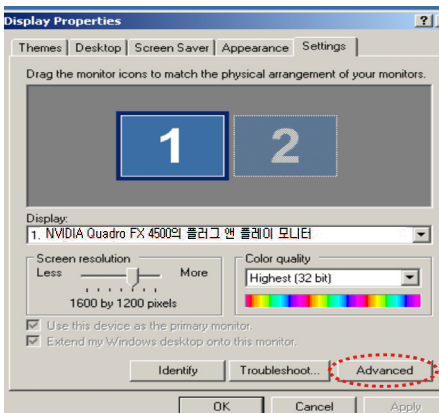 Display Properties
?
Themes Desktop Screen Saver Appearance Settings
Drag the monitor icons to match the physical arrangement of your monitors.
1 2
Display:
1. NVIDIA Quadro FX 4500의 플러그 앤 플레이 모니터
Screen resolution
Less More
1600 by 1200 pixels
Color quality
Highest (32 bit)
Use this device as the primary monitor.
Extend my Windows desktop onto this monitor.
Identify Troubleshoot... Advanced
OK Cancel Apply